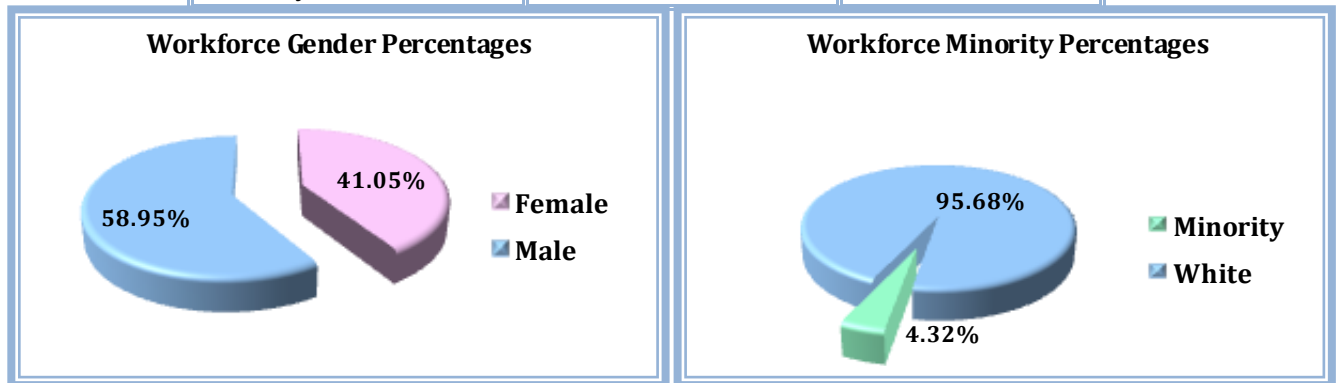 Workforce Gender Percentages
41.05%
58.95%
Female
Male
Workforce Minority Percentages
95.68%
4.32%
Minority
White